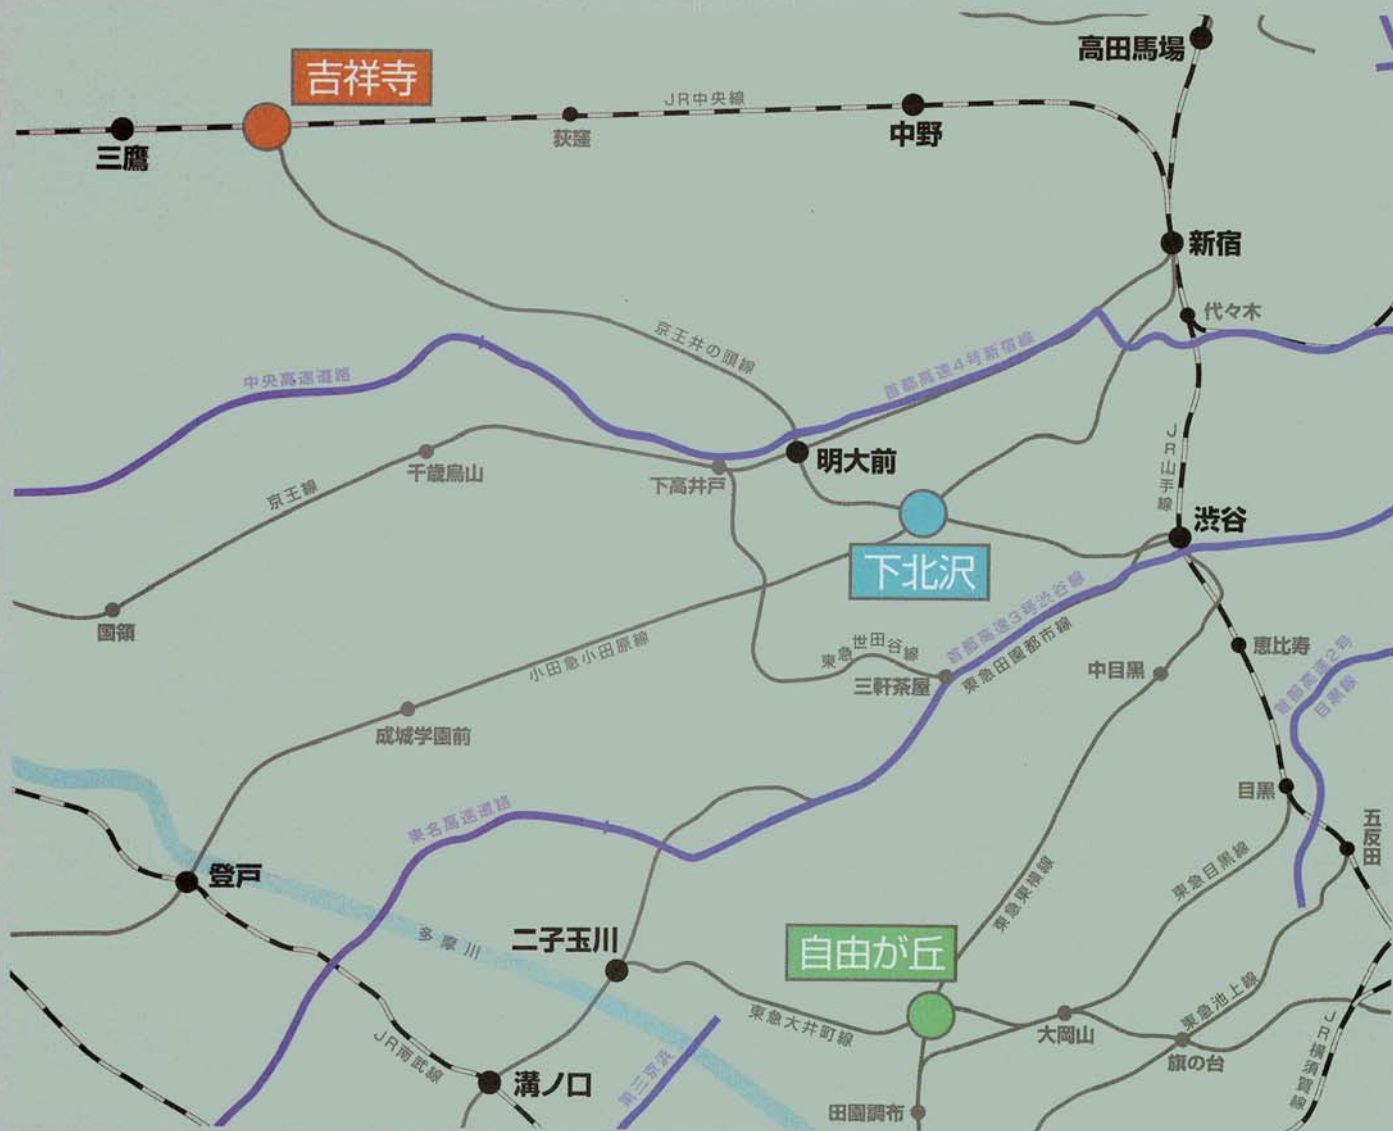 高田馬場
吉祥寺
JR中央線
荻窪
中野
三鷹
新宿
代々木
京王井の頭線
首都高速4号新宿線
中央高速道路
JR山手線
明大前
千歳烏山
下高井戸
京王線
渋谷
下北沢
国領
首都高速3号渋谷線
東急世田谷線
小田急小田原線
東急田園都市線
恵比寿
首都高速2号
目黒線
中目黒
三軒茶屋
成城学園前
目黒
東名高速道路
五反田
登戸
東急目黒線
東急東横線
多摩川
二子玉川
自由が丘
東急池上線
東急大井町線
大岡山
旗の台
JR南武線
JR横須賀線
溝ノ口
第三京浜
田園調布